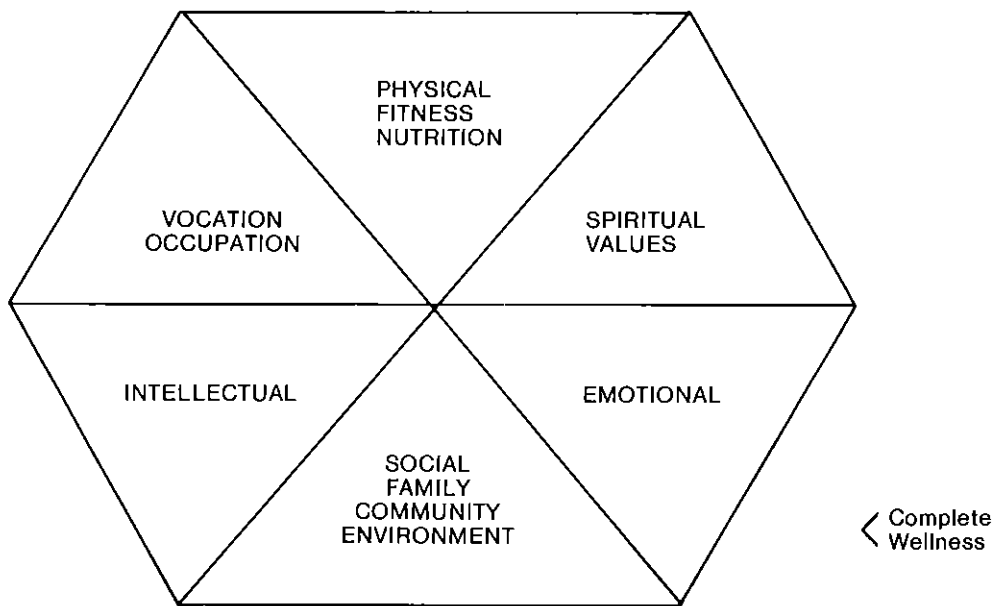 PHYSICAL
FITNESS
NUTRITION
VOCATION
OCCUPATION
SPIRITUAL
VALUES
INTELLECTUAL
EMOTIONAL
SOCIAL
FAMILY
COMMUNITY
ENVIRONMENT
Complete
Wellness